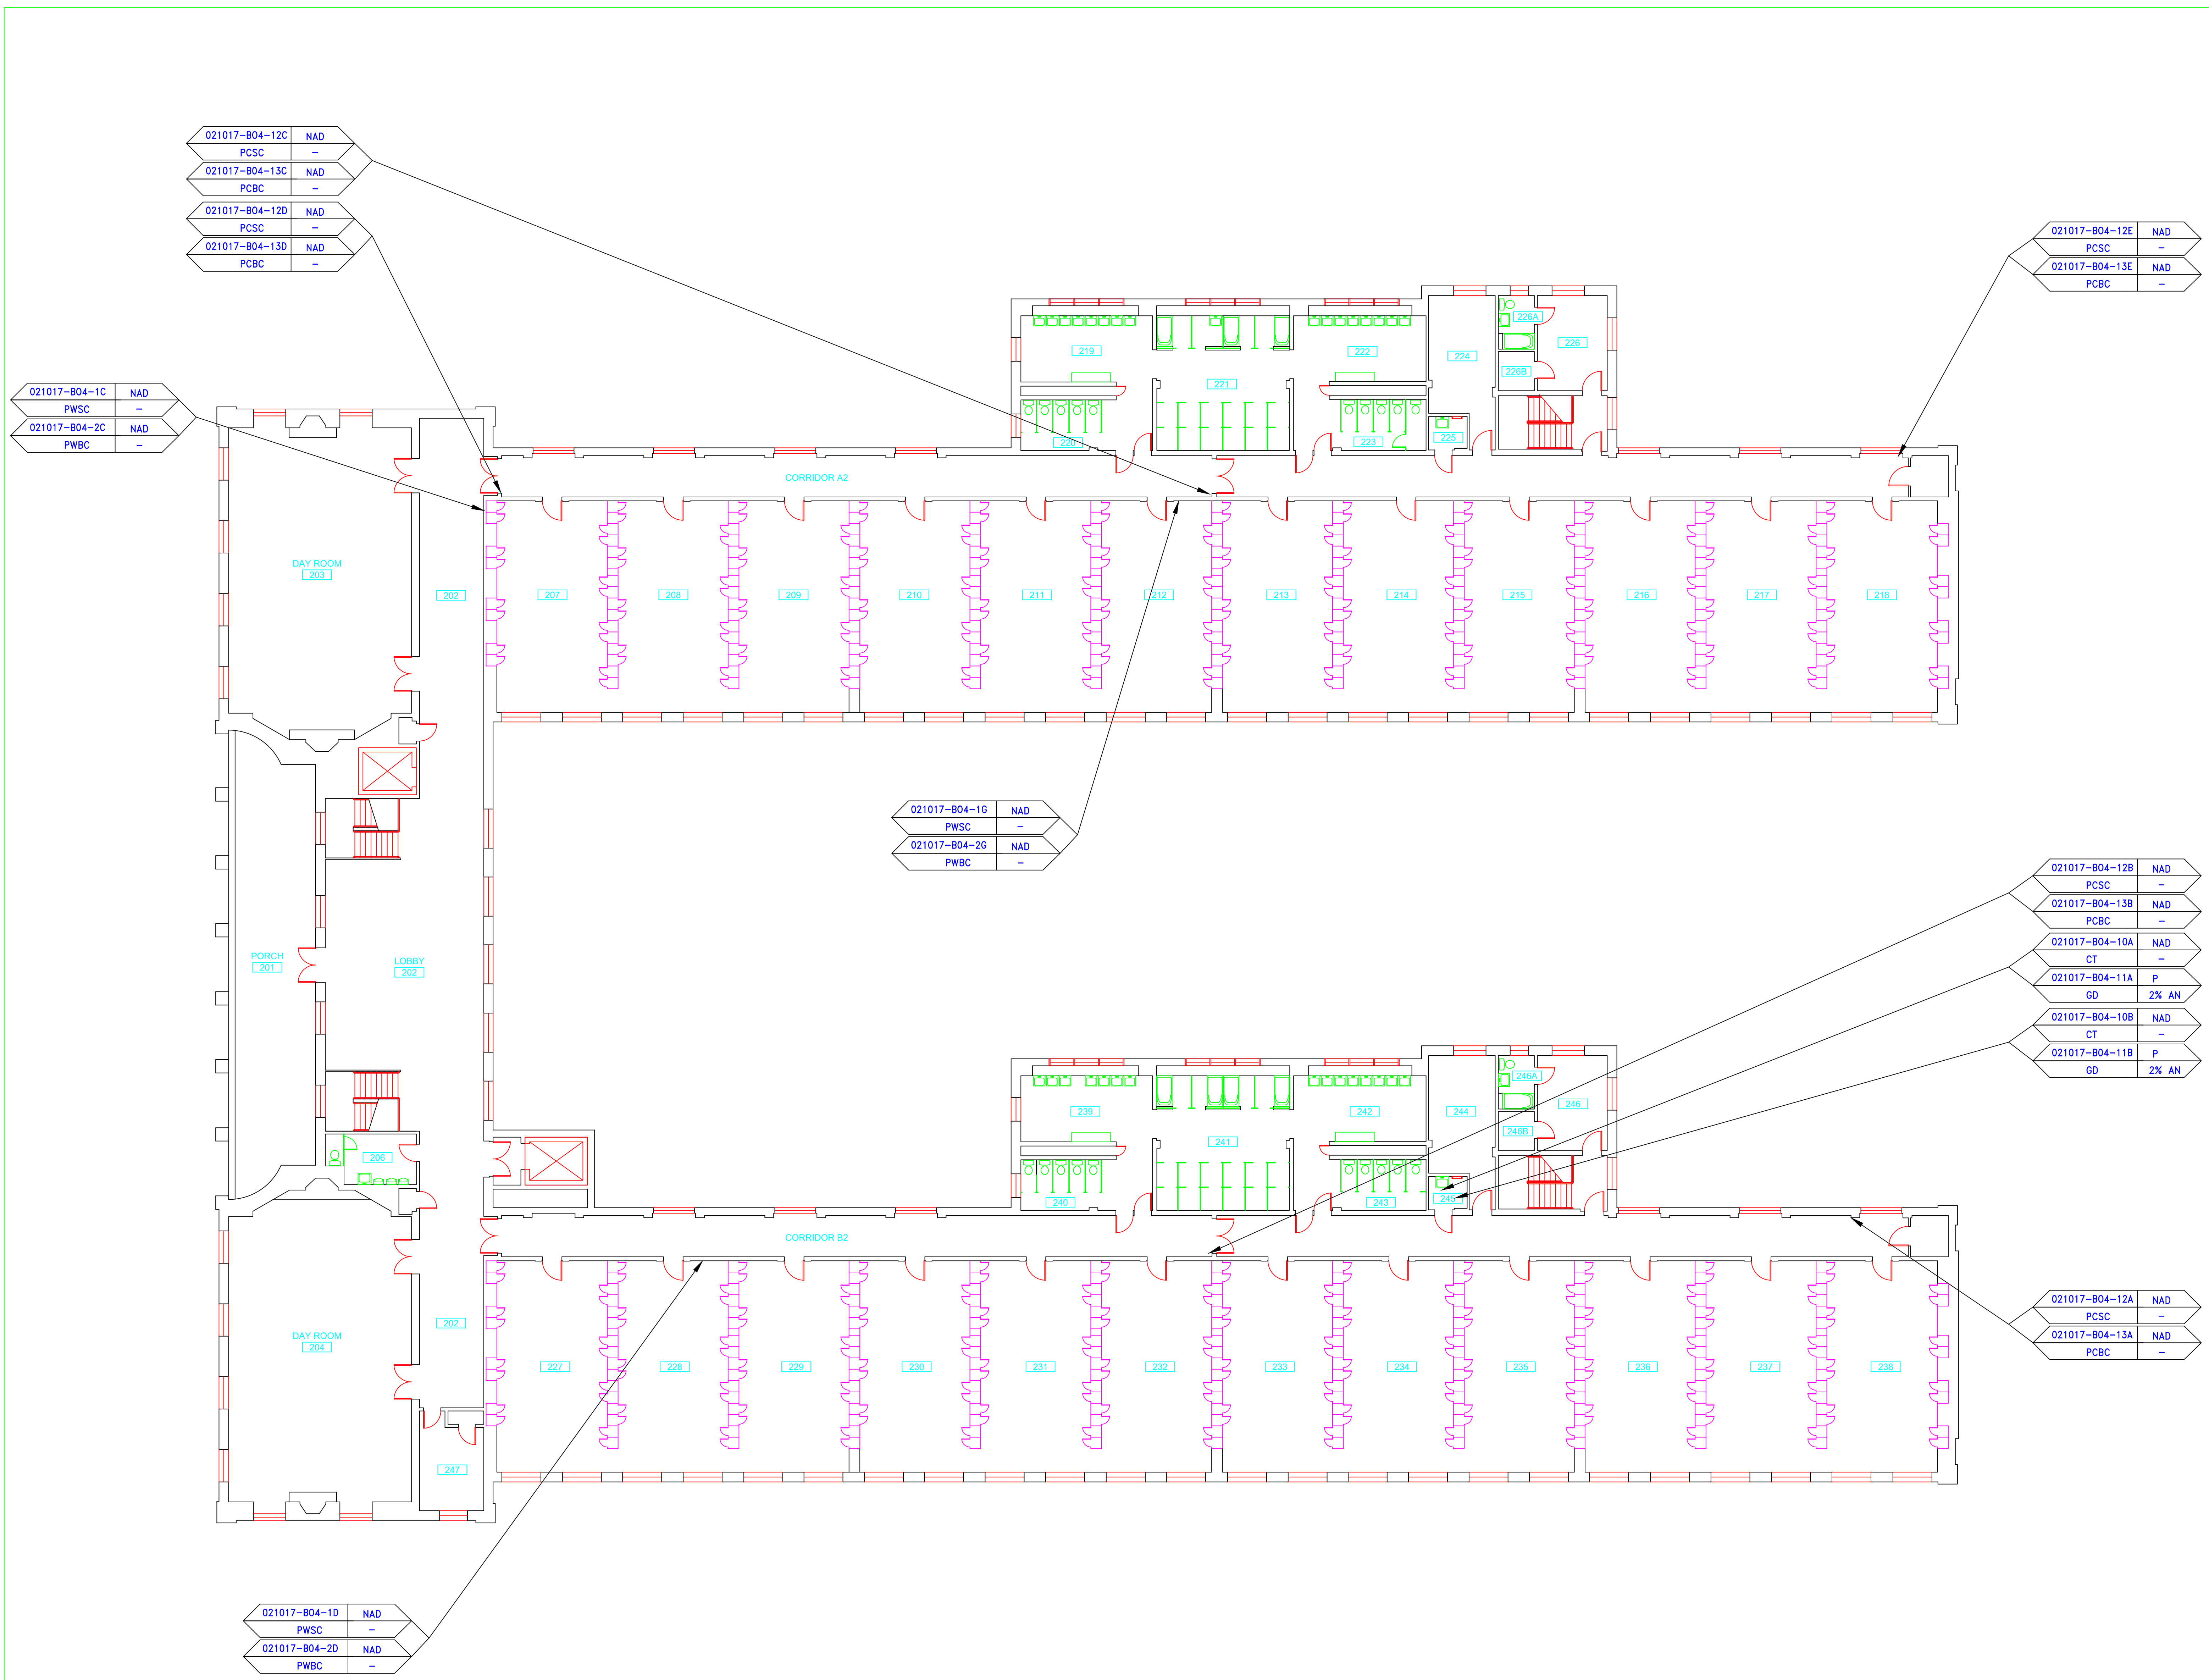 021017-B04-12C NAD
PCSC -
021017-B04-13C NAD
PCBC -
021017-B04-12D NAD
PCSC -
021017-B04-13D NAD
PCBC -
021017-B04-12E NAD
PCSC -
021017-B04-13E NAD
PCBC -
021017-B04-1C NAD
PWSC -
021017-B04-2C NAD
PWBC -
219
220
221
222
223
224
225
226A
226B
226
CORRIDOR A2
DAY ROOM
203
202
207
208
209
210
211
212
213
214
215
216
217
218
021017-B04-1G NAD
PWSC -
021017-B04-2G NAD
PWBC -
021017-B04-12B NAD
PCSC -
021017-B04-13B NAD
PCBC -
021017-B04-10A NAD
CT -
021017-B04-11A P
GD 2% AN
021017-B04-10B NAD
CT -
021017-B04-11B P
GD 2% AN
PORCH
201
LOBBY
202
206
239
240
241
242
243
244
245
246A
246B
246
CORRIDOR B2
DAY ROOM
204
202
227
228
229
230
231
232
233
234
235
236
237
238
247
021017-B04-12A NAD
PCSC -
021017-B04-13A NAD
PCBC -
021017-B04-1D NAD
PWSC -
021017-B04-2D NAD
PWBC -